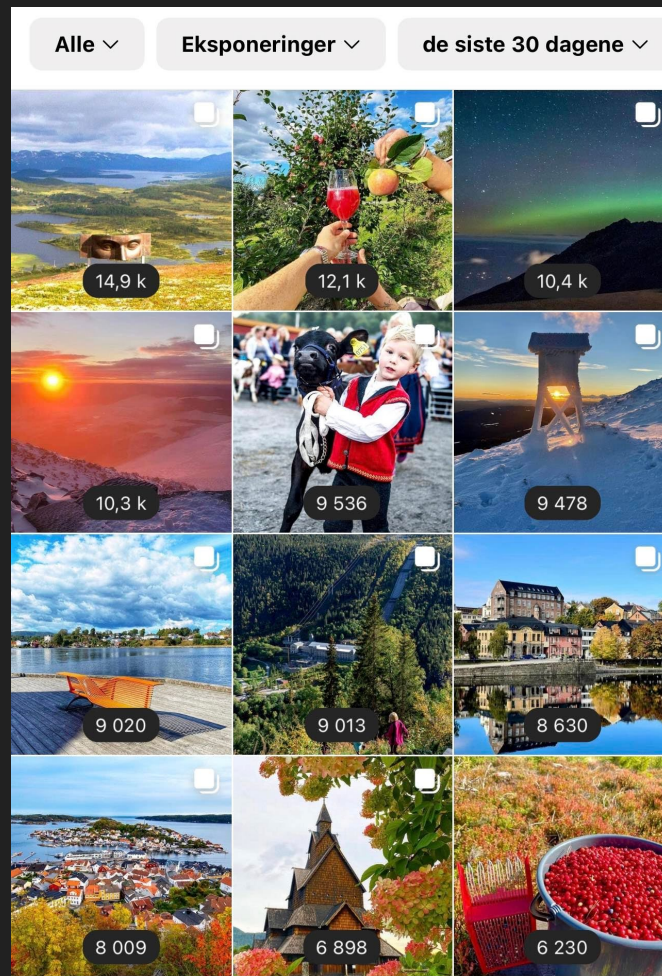 Alle Eksponeringer de siste 30 dagene
14,9 k 12,1 k 10,4 k
10,3 k 9 536 9 478
9 020 9 013 8 630
8 009 6 898 6 230